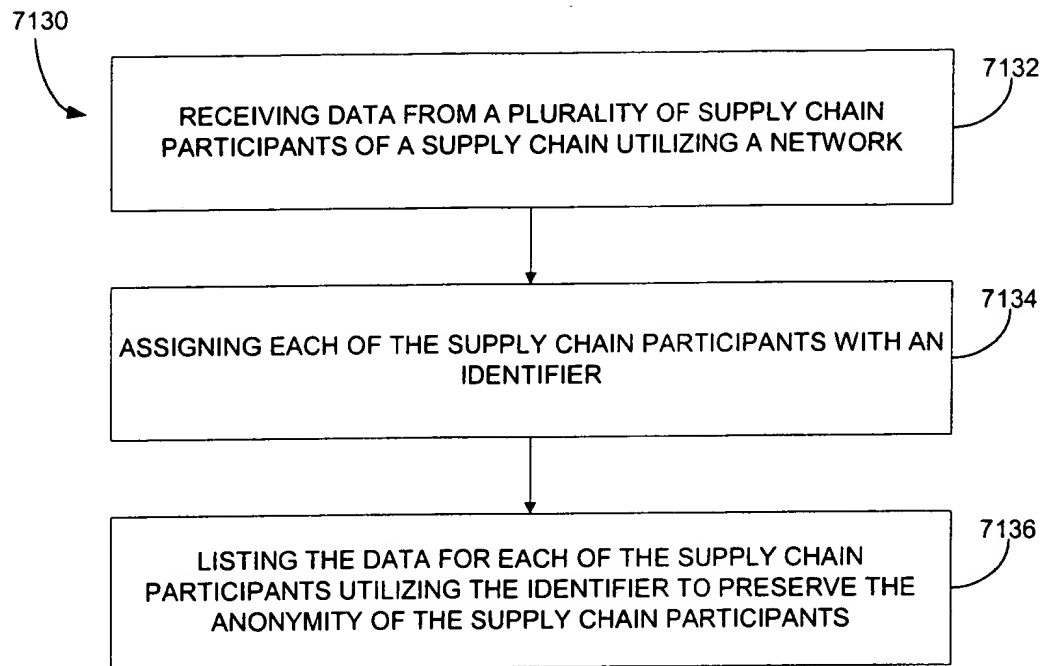 7130
7132
RECEIVING DATA FROM A PLURALITY OF SUPPLY CHAIN
PARTICIPANTS OF A SUPPLY CHAIN UTILIZING A NETWORK
7134
ASSIGNING EACH OF THE SUPPLY CHAIN PARTICIPANTS WITH AN
IDENTIFIER
7136
LISTING THE DATA FOR EACH OF THE SUPPLY CHAIN
PARTICIPANTS UTILIZING THE IDENTIFIER TO PRESERVE THE
ANONYMITY OF THE SUPPLY CHAIN PARTICIPANTS